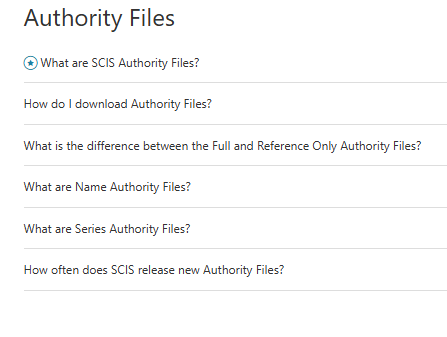 Authority Files
What are SCIS Authority Files?
How do I download Authority Files?
What is the difference between the Full and Reference Only Authority Files?
What are Name Authority Files?
What are Series Authority Files?
How often does SCIS release new Authority Files?